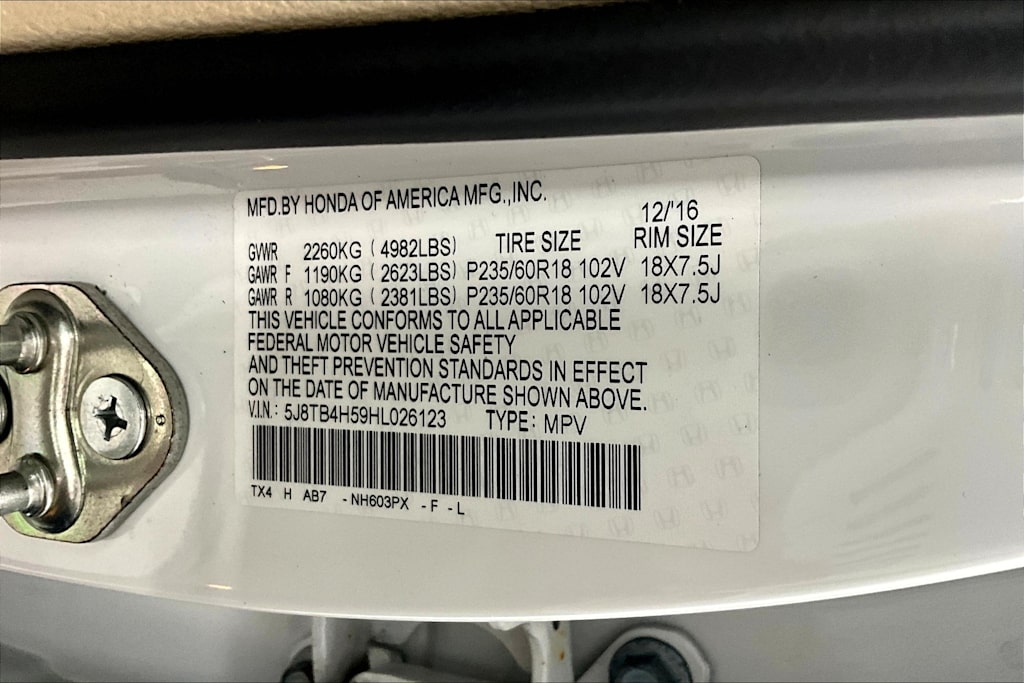 MFD.BY HONDA OF AMERICA MFG.,INC.
12/'16
GVWR 2260KG (4982LBS) TIRE SIZE RIM SIZE
GAWR F 1190KG (2623LBS) P235/60R18 102V 18X7.5J
GAWR R 1080KG (2381LBS) P235/60R18 102V 18X7.5J
THIS VEHICLE CONFORMS TO ALL APPLICABLE
FEDERAL MOTOR VEHICLE SAFETY
AND THEFT PREVENTION STANDARDS IN EFFECT
ON THE DATE OF MANUFACTURE SHOWN ABOVE.
V.I.N.: 5J8TB4H59HL026123 TYPE: MPV
TX4 H AB7 -NH603PX -F -L
8